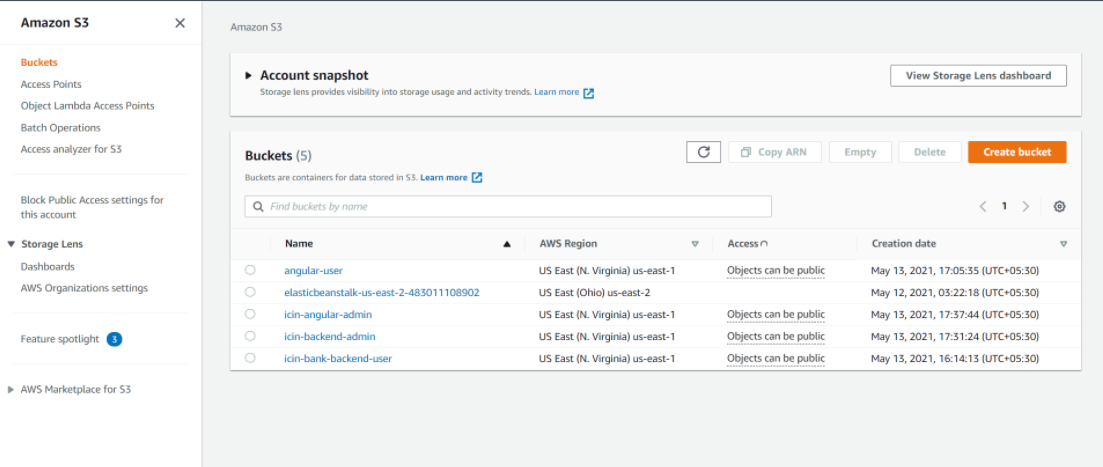 Amazon S3
Buckets
Access Points
Object Lambda Access Points
Batch Operations
Access analyzer for S3
Block Public Access settings for
this account
Storage Lens
Dashboards
AWS Organizations settings
Feature spotlight 3
AWS Marketplace for S3
Amazon S3
Account snapshot
Storage lens provides visibility into storage usage and activity trends. Learn more
View Storage Lens dashboard
Buckets (5)
Copy ARN Empty Delete Create bucket
Buckets are containers for data stored in S3. Learn more
Find buckets by name
1
Name AWS Region Access Creation date
angular-user US East (N. Virginia) us-east-1 Objects can be public May 13, 2021, 17:05:35 (UTC+05:30)
elasticbeanstalk-us-east-2-483011108902 US East (Ohio) us-east-2 May 12, 2021, 03:22:18 (UTC+05:30)
icin-angular-admin US East (N. Virginia) us-east-1 Objects can be public May 13, 2021, 17:37:44 (UTC+05:30)
icin-backend-admin US East (N. Virginia) us-east-1 Objects can be public May 13, 2021, 17:31:24 (UTC+05:30)
icin-bank-backend-user US East (N. Virginia) us-east-1 Objects can be public May 13, 2021, 16:14:13 (UTC+05:30)